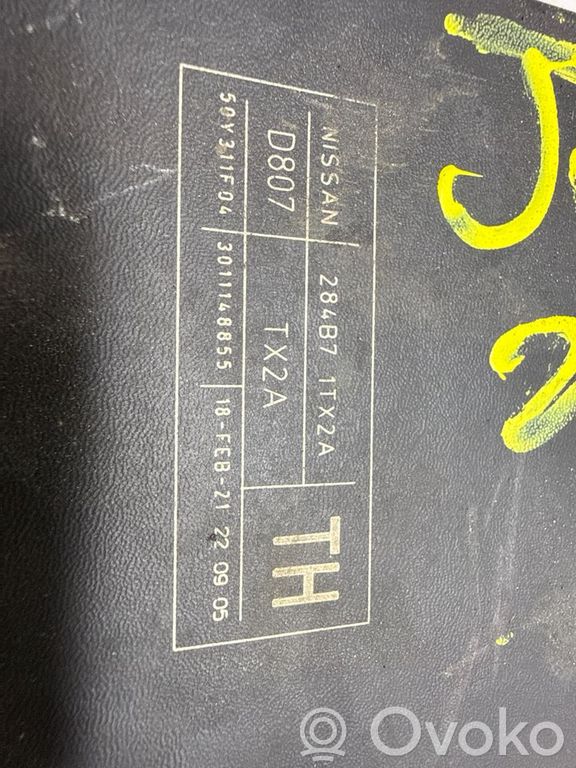 NISSAN 284B7 1TX2A
D807 TX2A TH
50Y311F04 3011148855 18-FEB-21 22 09 05
Ovoko